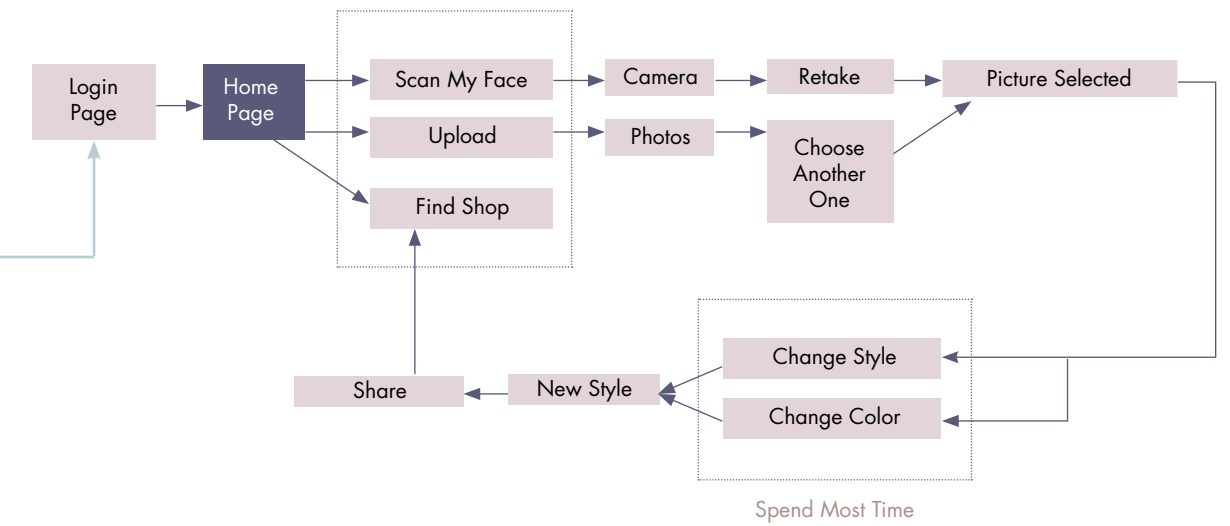 Login
Page
Home
Page
Scan My Face
Camera
Retake
Picture Selected
Upload
Photos
Choose
Another
One
Find Shop
Change Style
Share
New Style
Change Color
Spend Most Time